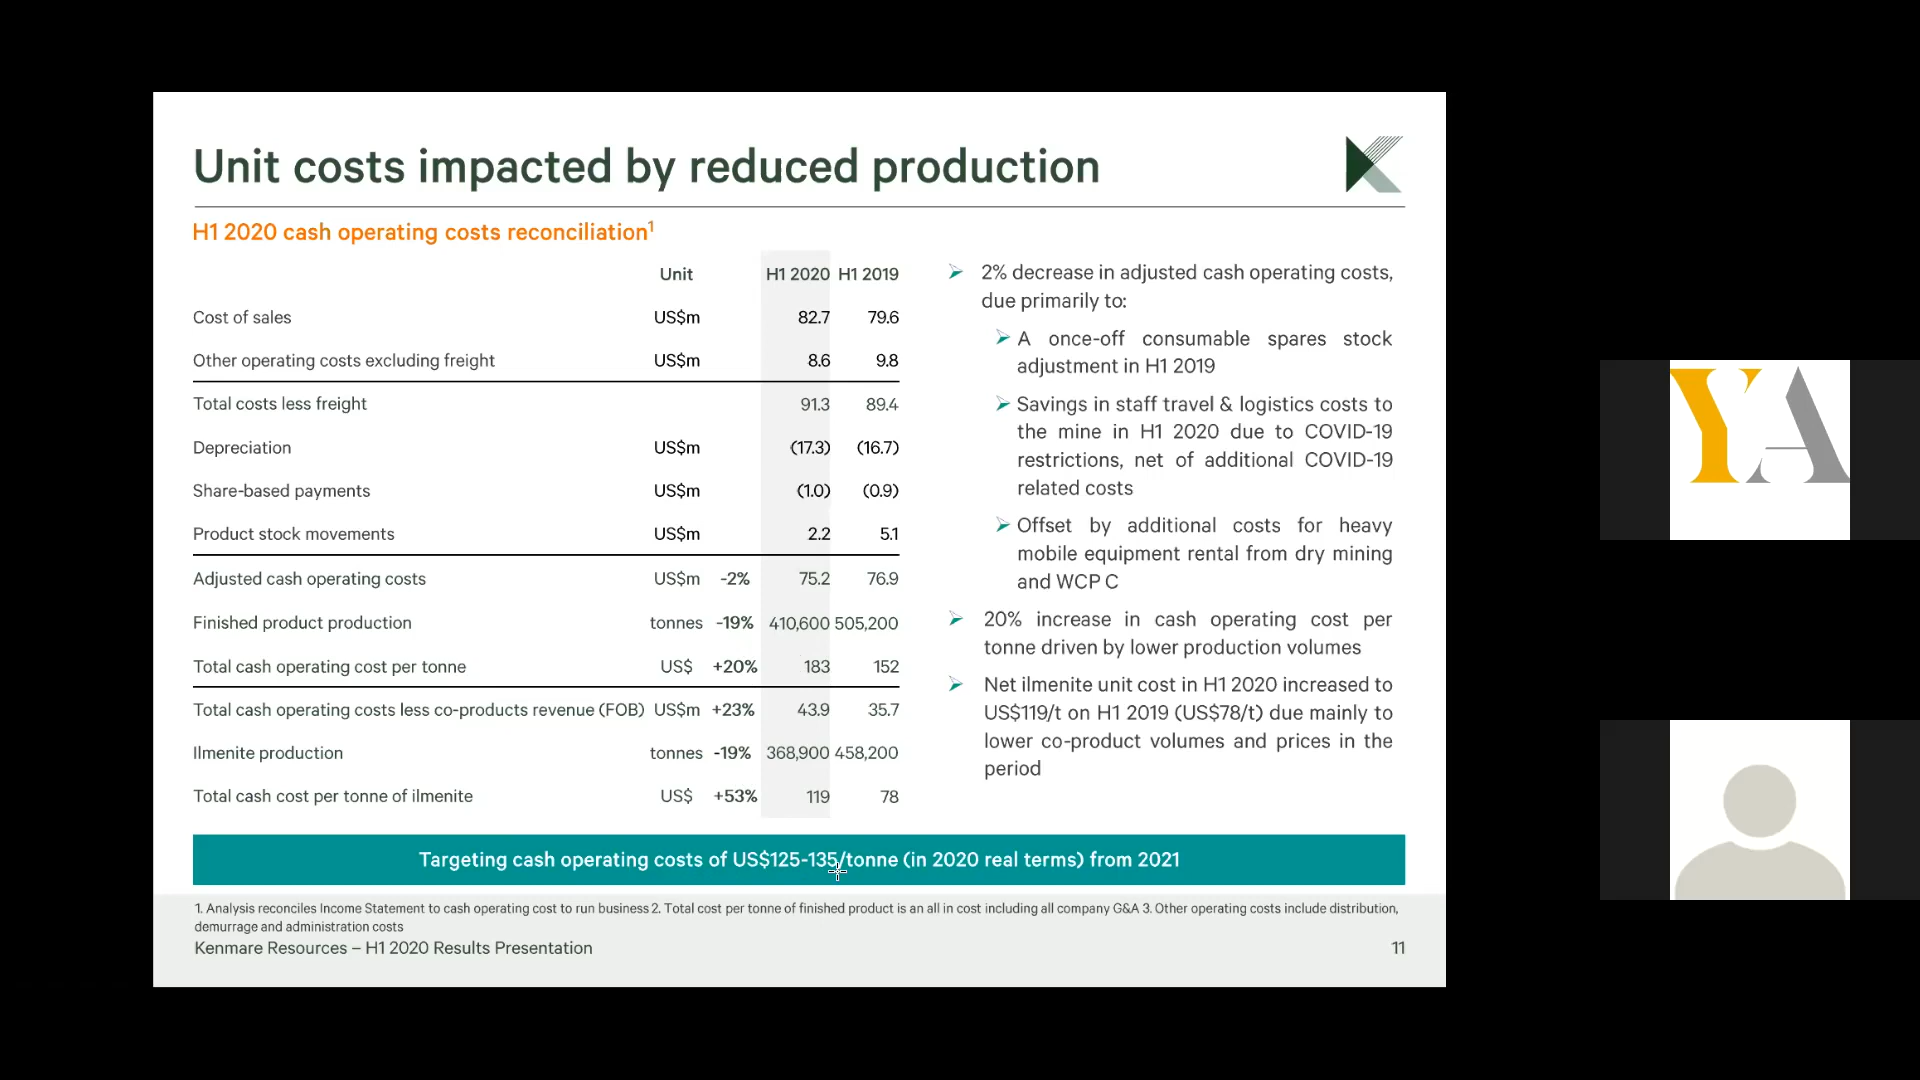 Unit costs impacted by reduced production
H1 2020 cash operating costs reconciliation1
Unit H1 2020 H1 2019
Cost of sales US$m 82.7 79.6
Other operating costs excluding freight US$m 8.6 9.8
Total costs less freight 91.3 89.4
Depreciation US$m (17.3) (16.7)
Share-based payments US$m (1.0) (0.9)
Product stock movements US$m 2.2 5.1
Adjusted cash operating costs US$m -2% 75.2 76.9
Finished product production tonnes -19% 410,600 505,200
Total cash operating cost per tonne US$ +20% 183 152
Total cash operating costs less co-products revenue (FOB) US$m +23% 43.9 35.7
Ilmenite production tonnes -19% 368,900 458,200
Total cash cost per tonne of ilmenite US$ +53% 119 78
2% decrease in adjusted cash operating costs,
due primarily to:
A once-off consumable spares stock
adjustment in H1 2019
Savings in staff travel & logistics costs to
the mine in H1 2020 due to COVID-19
restrictions, net of additional COVID-19
related costs
Offset by additional costs for heavy
mobile equipment rental from dry mining
and WCP C
20% increase in cash operating cost per
tonne driven by lower production volumes
Net ilmenite unit cost in H1 2020 increased to
US$119/t on H1 2019 (US$78/t) due mainly to
lower co-product volumes and prices in the
period
Targeting cash operating costs of US$125-135/tonne (in 2020 real terms) from 2021
1. Analysis reconciles Income Statement to cash operating cost to run business 2. Total cost per tonne of finished product is an all in cost including all company G&A 3. Other operating costs include distribution,
demurrage and administration costs
Kenmare Resources – H1 2020 Results Presentation 11
YA